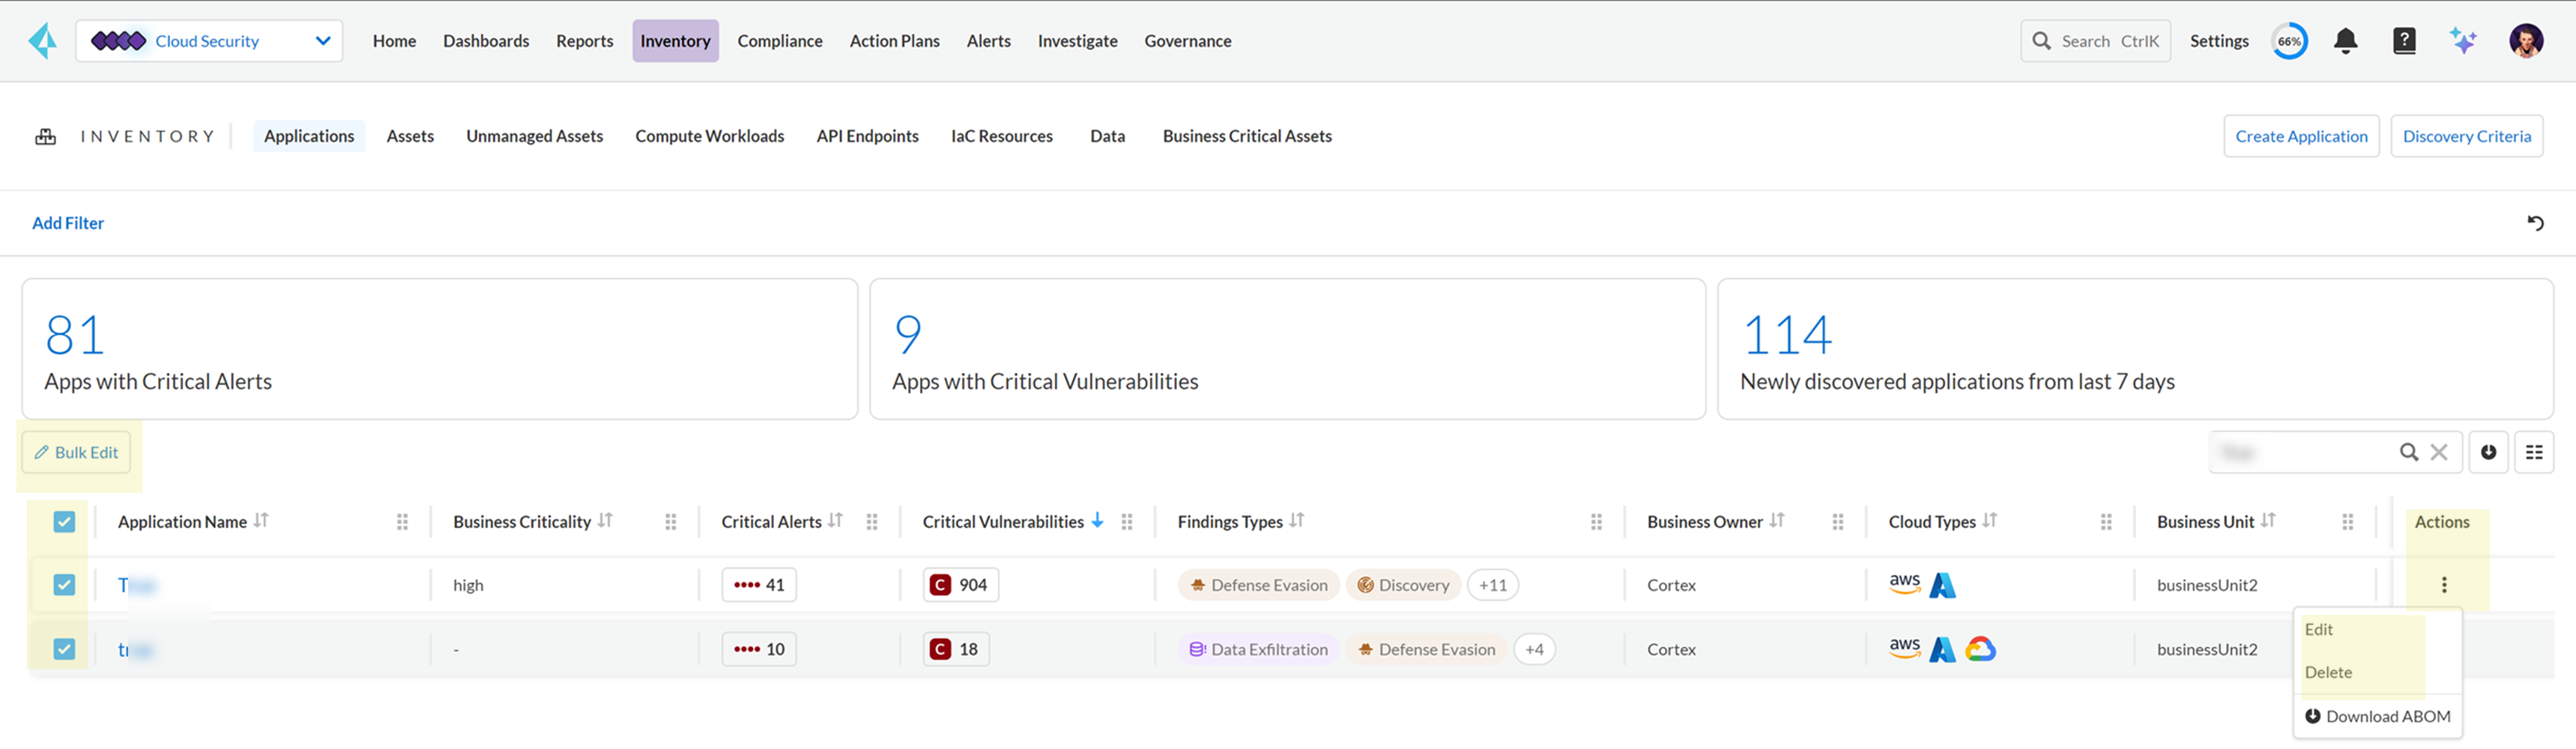 Cloud Security Home Dashboards Reports Inventory Compliance Action Plans Alerts Investigate Governance Search CtrlK Settings 66% ?
INVENTORY Applications Assets Unmanaged Assets Compute Workloads API Endpoints IaC Resources Data Business Critical Assets Create Application Discovery Criteria
Add Filter
81
Apps with Critical Alerts
9
Apps with Critical Vulnerabilities
114
Newly discovered applications from last 7 days
Bulk Edit
Application Name Business Criticality Critical Alerts Critical Vulnerabilities Findings Types Business Owner Cloud Types Business Unit Actions
high 41 C 904 Defense Evasion Discovery +11 Cortex aws businessUnit2
- 10 C 18 Data Exfiltration Defense Evasion +4 Cortex aws businessUnit2
Edit
Delete
Download ABOM